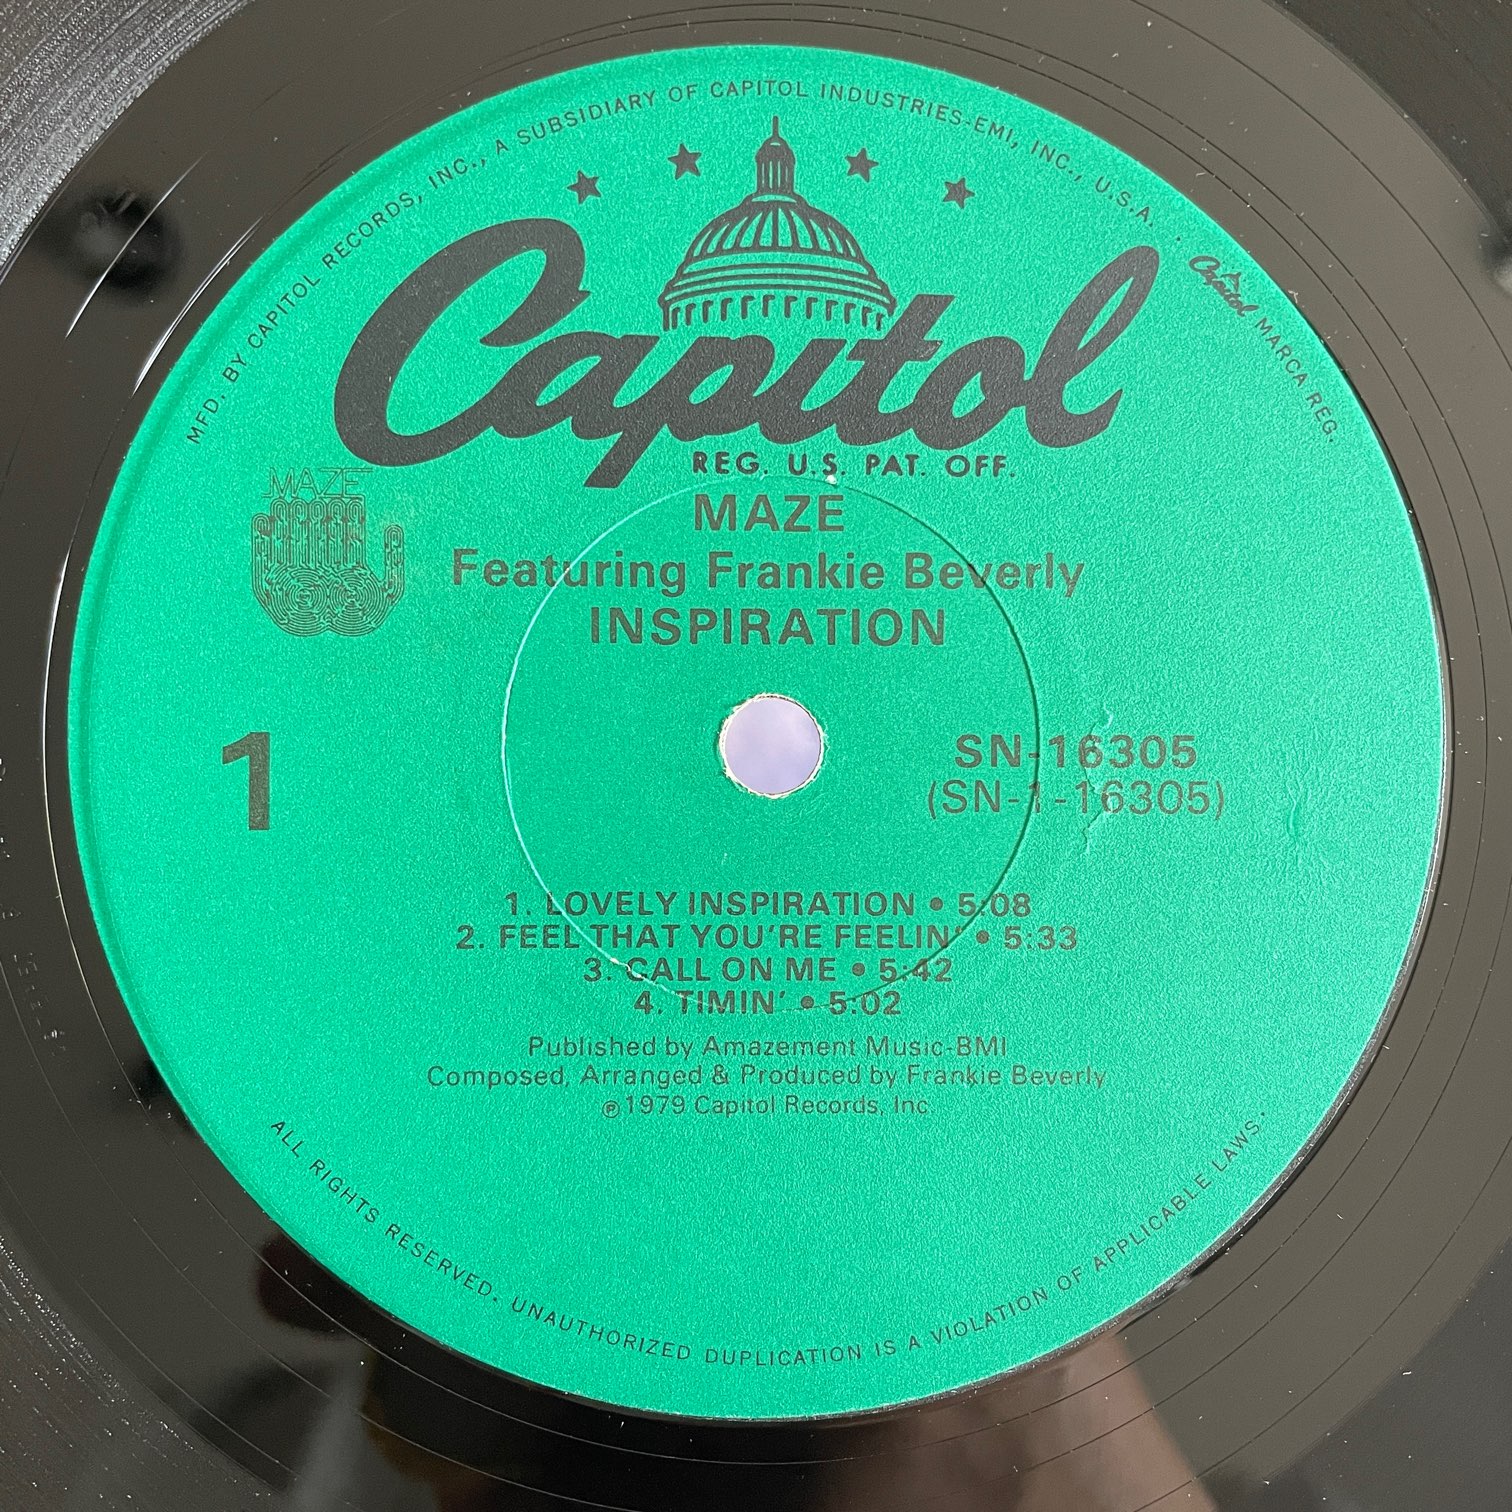 MFD. BY CAPITOL RECORDS, INC., A SUBSIDIARY OF CAPITOL INDUSTRIES-EMI, INC., U.S.A. · Capitol MARCA REG.
Capitol
REG. U.S. PAT. OFF.
MAZE
MAZE
Featuring Frankie Beverly
INSPIRATION
1
SN-16305
(SN-1-16305)
1. LOVELY INSPIRATION • 5:08
2. FEEL THAT YOU'RE FEELIN' • 5:33
3. CALL ON ME • 5:42
4. TIMIN' • 5:02
Published by Amazement Music-BMI
Composed, Arranged & Produced by Frankie Beverly
℗1979 Capitol Records, Inc.
ALL RIGHTS RESERVED. UNAUTHORIZED DUPLICATION IS A VIOLATION OF APPLICABLE LAWS.